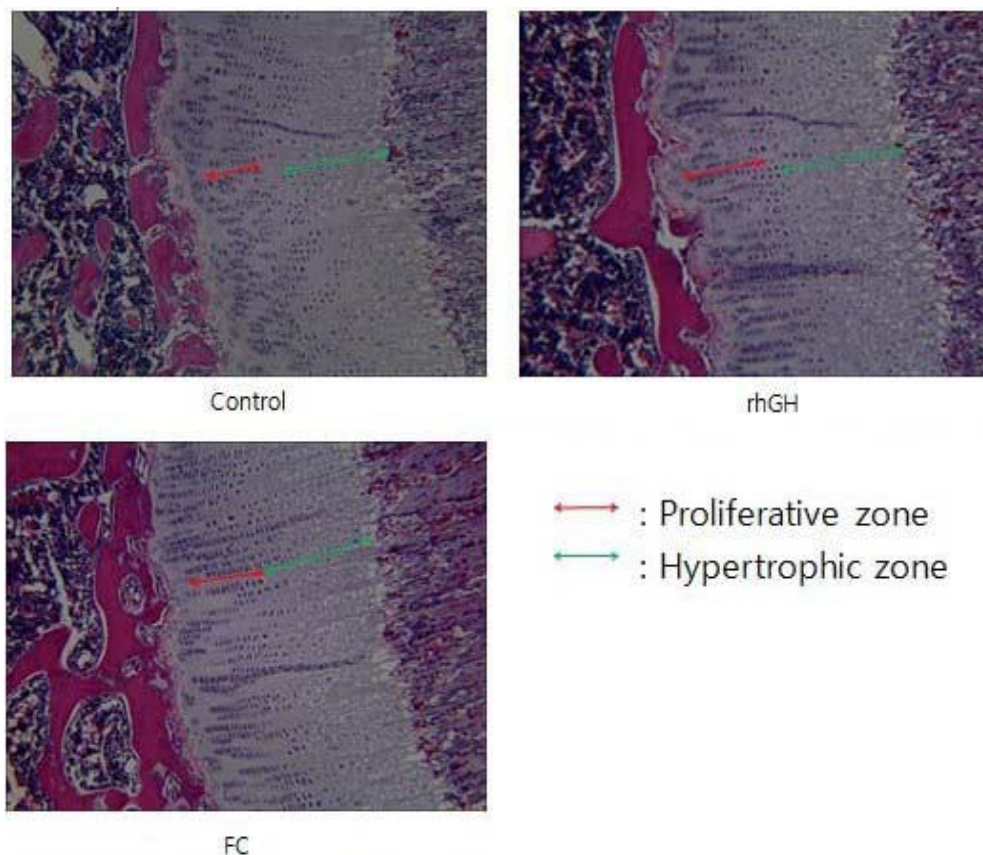 Control
rhGH
FC
: Proliferative zone
: Hypertrophic zone